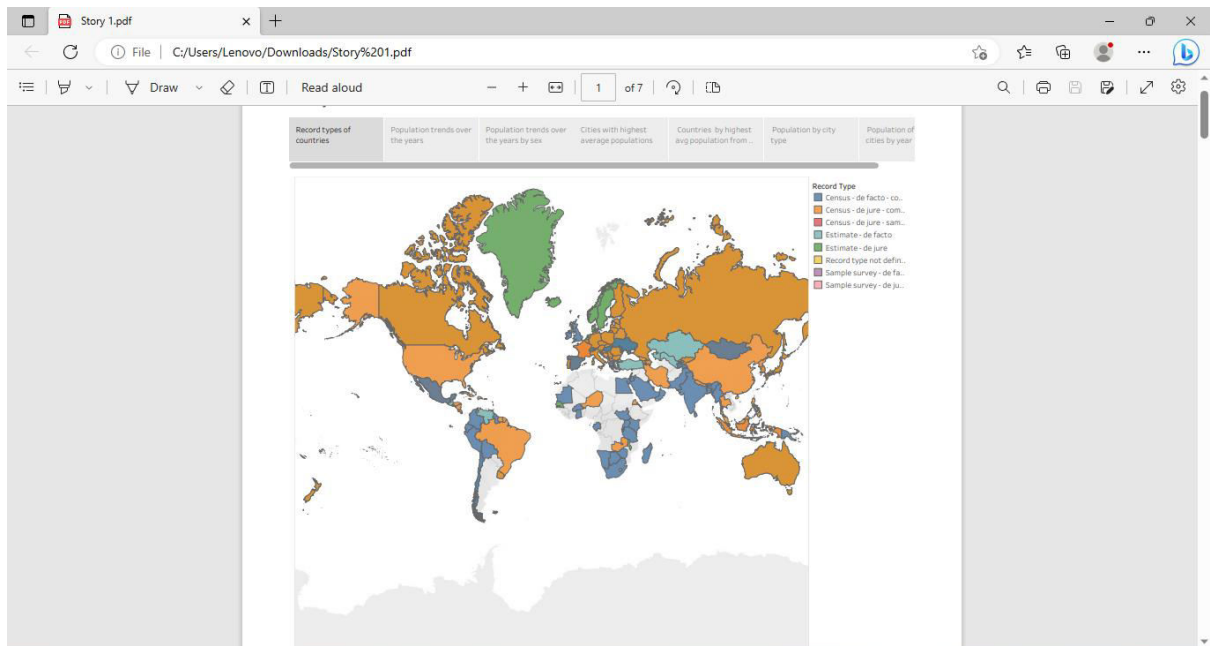 Story 1.pdf
File
C:/Users/Lenovo/Downloads/Story%201.pdf
Draw
Read aloud
1
of 7
Record types of
countries
Population trends over
the years
Population trends over
the years by sex
Cities with highest
average populations
Countries by highest
avg population from ..
Population by city
type
Population of
cities by year
Record Type
Census - de facto - co..
Census - de jure - com..
Census - de jure - sam..
Estimate - de facto
Estimate - de jure
Record type not defin..
Sample survey - de fa..
Sample survey - de ju..